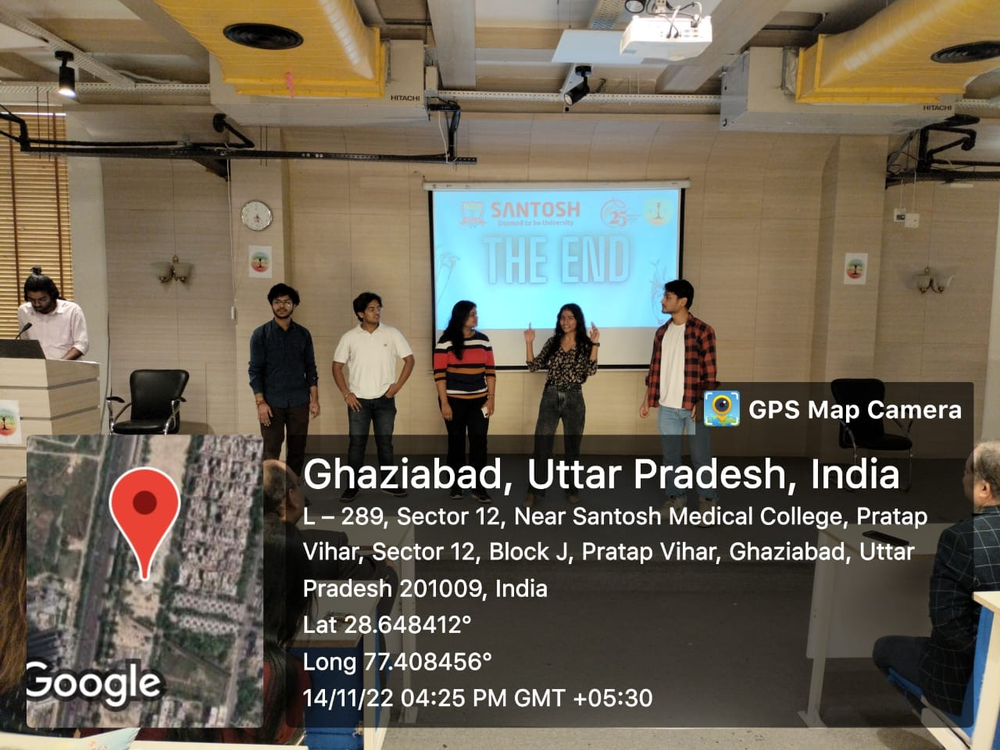 HITACHI
HITACHI
SANTOSH
Deemed to be University
25
THE END
GPS Map Camera
Ghaziabad, Uttar Pradesh, India
L – 289, Sector 12, Near Santosh Medical College, Pratap
Vihar, Sector 12, Block J, Pratap Vihar, Ghaziabad, Uttar
Pradesh 201009, India
Lat 28.648412°
Long 77.408456°
14/11/22 04:25 PM GMT +05:30
Google